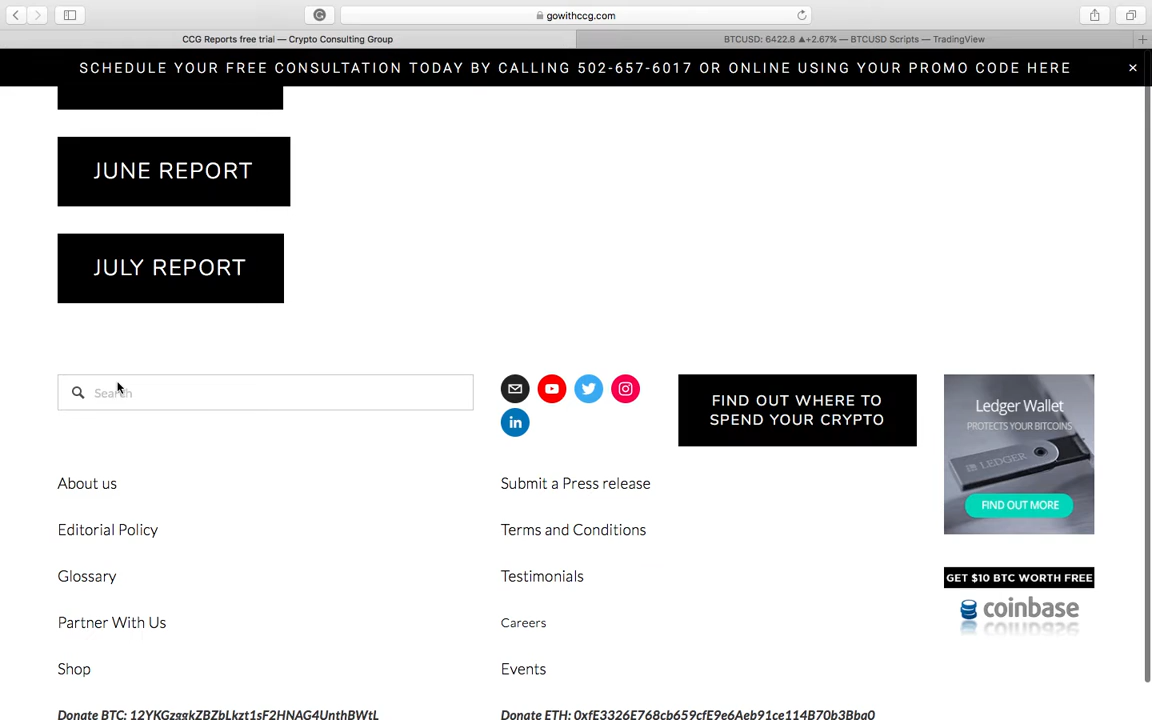 gowithccg.com
CCG Reports free trial — Crypto Consulting Group
BTCUSD: 6422.8 ▲+2.67% — BTCUSD Scripts — TradingView
SCHEDULE YOUR FREE CONSULTATION TODAY BY CALLING 502-657-6017 OR ONLINE USING YOUR PROMO CODE HERE
JUNE REPORT
JULY REPORT
Search
in
FIND OUT WHERE TO
SPEND YOUR CRYPTO
Ledger Wallet
PROTECTS YOUR BITCOINS
LEDGER
FIND OUT MORE
About us
Submit a Press release
Editorial Policy
Terms and Conditions
Glossary
Testimonials
GET $10 BTC WORTH FREE
coinbase
Partner With Us
Careers
Shop
Events
Donate BTC: 12YKGzggkZBZbLkzt1sF2HNAG4UnthBWtL
Donate ETH: 0xfE3326E768cb659cfE9e6Aeb91ce114B70b3Bba0